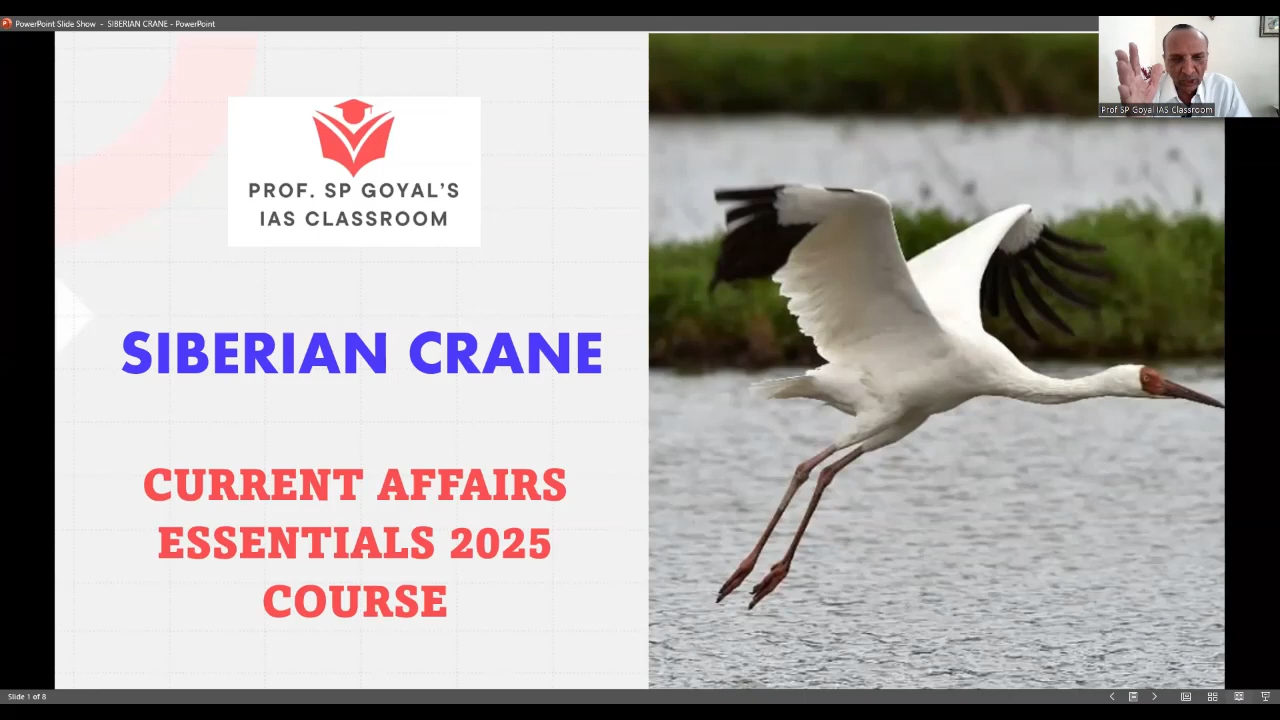 PowerPoint Slide Show - SIBERIAN CRANE - PowerPoint
Prof SP Goyal IAS Classroom
PROF. SP GOYAL'S
IAS CLASSROOM
SIBERIAN CRANE
CURRENT AFFAIRS
ESSENTIALS 2025
COURSE
Slide 1 of 8